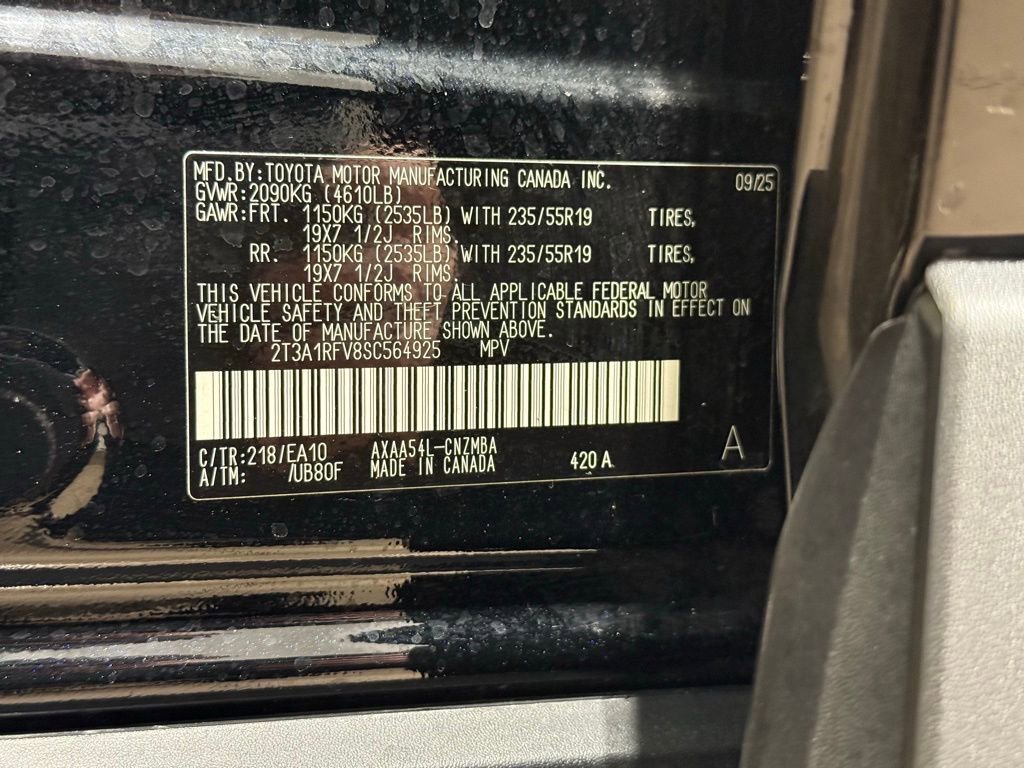 MFD.BY:TOYOTA MOTOR MANUFACTURING CANADA INC. 09/25
GVWR:2090KG (4610LB)
GAWR:FRT. 1150KG (2535LB) WITH 235/55R19 TIRES,
19X7 1/2J RIMS.
RR. 1150KG (2535LB) WITH 235/55R19 TIRES,
19X7 1/2J RIMS
THIS VEHICLE CONFORMS TO ALL APPLICABLE FEDERAL MOTOR
VEHICLE SAFETY AND THEFT PREVENTION STANDARDS IN EFFECT ON
THE DATE OF MANUFACTURE SHOWN ABOVE.
2T3A1RFV8SC564925 MPV
C/TR:218/EA10 AXAA54L-CNZMBA
A/TM: /UB80F MADE IN CANADA 420A A